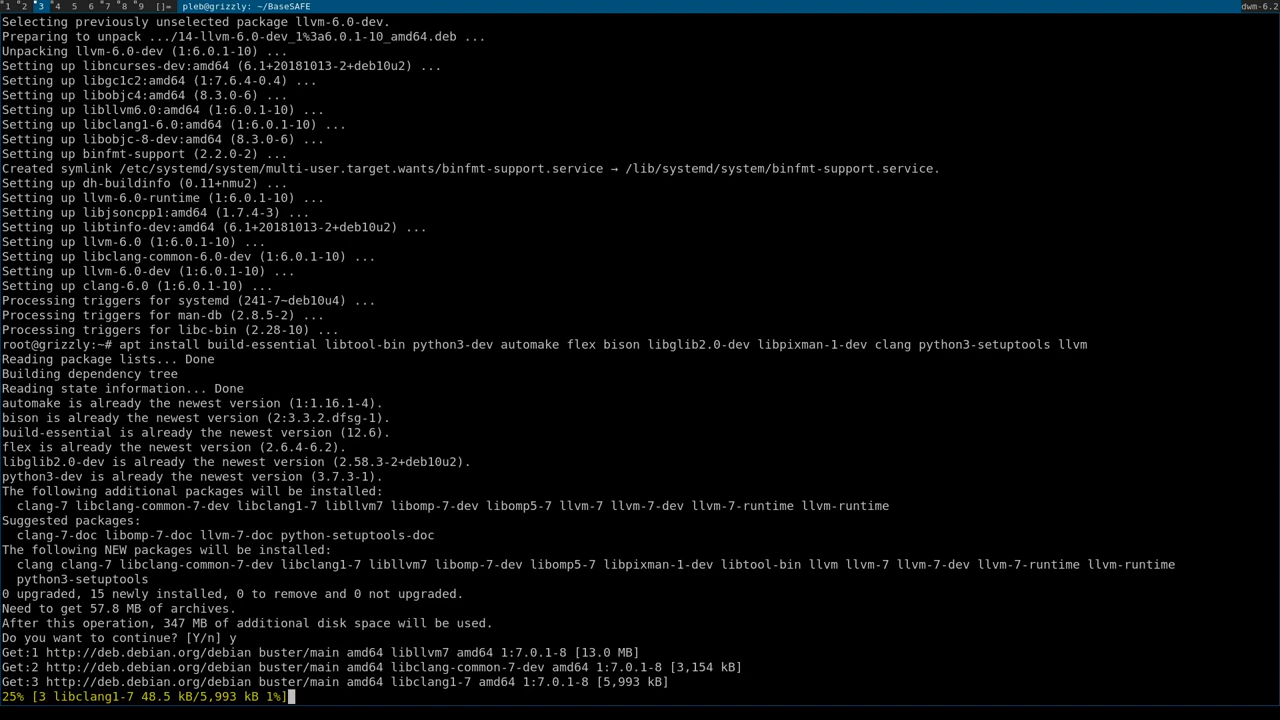 1 2 3 4 5 6 7 8 9 []= pleb@grizzly: ~/BaseSAFE dwm-6.2
Selecting previously unselected package llvm-6.0-dev.
Preparing to unpack .../14-llvm-6.0-dev_1%3a6.0.1-10_amd64.deb ...
Unpacking llvm-6.0-dev (1:6.0.1-10) ...
Setting up libncurses-dev:amd64 (6.1+20181013-2+deb10u2) ...
Setting up libgc1c2:amd64 (1:7.6.4-0.4) ...
Setting up libobjc4:amd64 (8.3.0-6) ...
Setting up libllvm6.0:amd64 (1:6.0.1-10) ...
Setting up libclang1-6.0:amd64 (1:6.0.1-10) ...
Setting up libobjc-8-dev:amd64 (8.3.0-6) ...
Setting up binfmt-support (2.2.0-2) ...
Created symlink /etc/systemd/system/multi-user.target.wants/binfmt-support.service → /lib/systemd/system/binfmt-support.service.
Setting up dh-buildinfo (0.11+nmu2) ...
Setting up llvm-6.0-runtime (1:6.0.1-10) ...
Setting up libjsoncpp1:amd64 (1.7.4-3) ...
Setting up libtinfo-dev:amd64 (6.1+20181013-2+deb10u2) ...
Setting up llvm-6.0 (1:6.0.1-10) ...
Setting up libclang-common-6.0-dev (1:6.0.1-10) ...
Setting up llvm-6.0-dev (1:6.0.1-10) ...
Setting up clang-6.0 (1:6.0.1-10) ...
Processing triggers for systemd (241-7~deb10u4) ...
Processing triggers for man-db (2.8.5-2) ...
Processing triggers for libc-bin (2.28-10) ...
root@grizzly:~# apt install build-essential libtool-bin python3-dev automake flex bison libglib2.0-dev libpixman-1-dev clang python3-setuptools llvm
Reading package lists... Done
Building dependency tree
Reading state information... Done
automake is already the newest version (1:1.16.1-4).
bison is already the newest version (2:3.3.2.dfsg-1).
build-essential is already the newest version (12.6).
flex is already the newest version (2.6.4-6.2).
libglib2.0-dev is already the newest version (2.58.3-2+deb10u2).
python3-dev is already the newest version (3.7.3-1).
The following additional packages will be installed:
clang-7 libclang-common-7-dev libclang1-7 libllvm7 libomp-7-dev libomp5-7 llvm-7 llvm-7-dev llvm-7-runtime llvm-runtime
Suggested packages:
clang-7-doc libomp-7-doc llvm-7-doc python-setuptools-doc
The following NEW packages will be installed:
clang clang-7 libclang-common-7-dev libclang1-7 libllvm7 libomp-7-dev libomp5-7 libpixman-1-dev libtool-bin llvm llvm-7 llvm-7-dev llvm-7-runtime llvm-runtime
python3-setuptools
0 upgraded, 15 newly installed, 0 to remove and 0 not upgraded.
Need to get 57.8 MB of archives.
After this operation, 347 MB of additional disk space will be used.
Do you want to continue? [Y/n] y
Get:1 http://deb.debian.org/debian buster/main amd64 libllvm7 amd64 1:7.0.1-8 [13.0 MB]
Get:2 http://deb.debian.org/debian buster/main amd64 libclang-common-7-dev amd64 1:7.0.1-8 [3,154 kB]
Get:3 http://deb.debian.org/debian buster/main amd64 libclang1-7 amd64 1:7.0.1-8 [5,993 kB]
25% [3 libclang1-7 48.5 kB/5,993 kB 1%]